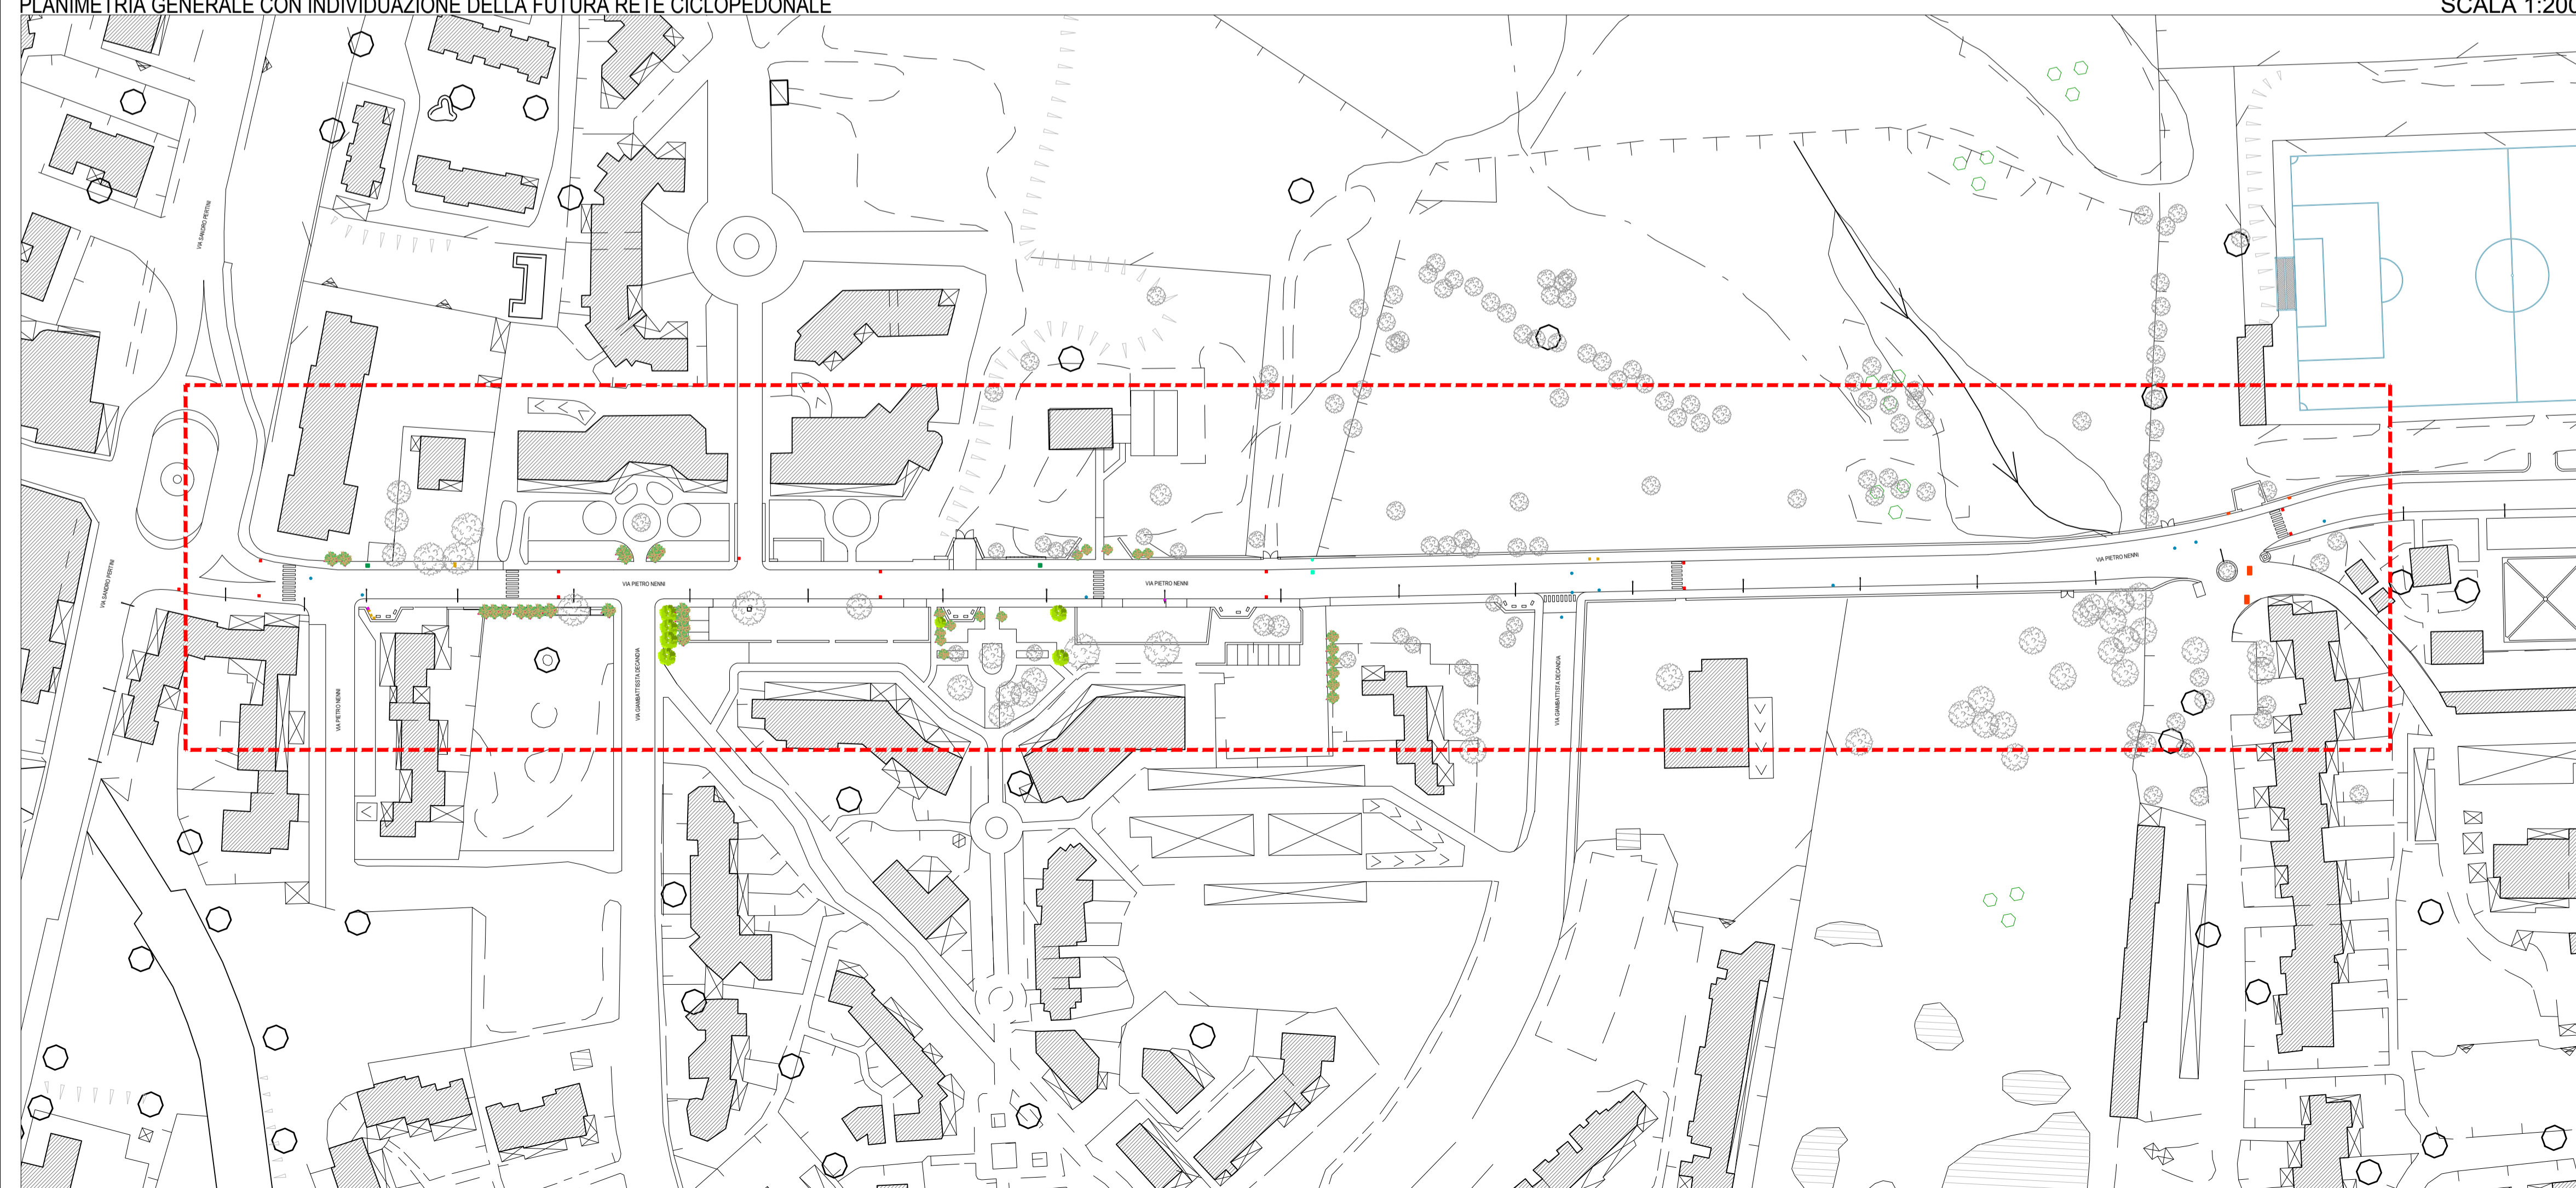 PLANIMETRIA GENERALE CON INDIVIDUAZIONE DELLA FUTURA RETE CICLOPEDONALE
SCALA 1:200
VIA SANDRO PERTINI
VIA SANDRO PERTINI
VIA PIETRO NENNI
VIA PIETRO NENNI
VIA PIETRO NENNI
VIA PIETRO NENNI
VIA GIAMBATTISTA DECANDIA
VIA GIAMBATTISTA DECANDIA